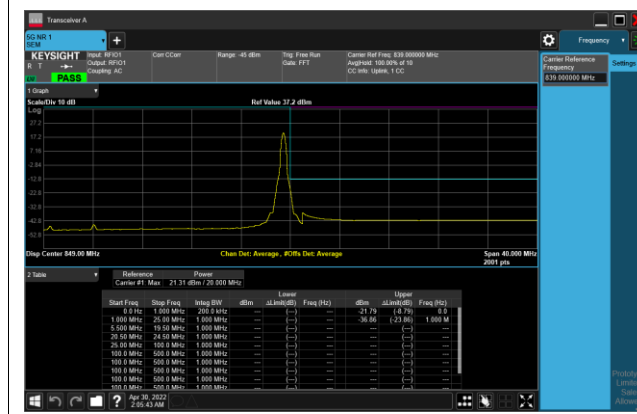 Transceiver A
5G NR 1
SEM
Frequency
KEYSIGHT
R T
PASS
Input: RFIO1
Output: RFIO1
Coupling: AC
Corr CCorr
Range: -45 dBm
Trig: Free Run
Gate: FFT
Carrier Ref Freq: 839.000000 MHz
Avg|Hold: 100.00% of 10
CC Info: Uplink, 1 CC
Carrier Reference
Frequency
839.000000 MHz
Settings
1 Graph
Scale/Div 10 dB
Ref Value 37.2 dBm
Log
27.2
17.2
7.16
-2.84
-12.8
-22.8
-32.8
-42.8
-52.8
Disp Center 849.00 MHz
Chan Det: Average , #Offs Det: Average
Span 40.000 MHz
2001 pts
2 Table
Reference Power
Carrier #1 Max 21.31 dBm / 20.000 MHz
Lower Upper
Start Freq Stop Freq Integ BW dBm ΔLimit(dB) Freq (Hz) dBm ΔLimit(dB) Freq (Hz)
0.0 Hz 1.000 MHz 200.0 kHz --- (---) --- -21.79 (-8.79) 0.0
1.000 MHz 25.00 MHz 1.000 MHz --- (---) --- -36.86 (-23.86) 1.000 M
5.500 MHz 19.50 MHz 1.000 MHz --- (---) --- --- (---) ---
20.50 MHz 24.50 MHz 1.000 MHz --- (---) --- --- (---) ---
25.00 MHz 100.0 MHz 1.000 MHz --- (---) --- --- (---) ---
100.0 MHz 500.0 MHz 1.000 MHz --- (---) --- --- (---) ---
100.0 MHz 500.0 MHz 1.000 MHz --- (---) --- --- (---) ---
100.0 MHz 500.0 MHz 1.000 MHz --- (---) --- --- (---) ---
100.0 MHz 500.0 MHz 1.000 MHz --- (---) --- --- (---) ---
100.0 MHz 500.0 MHz 1.000 MHz --- (---) --- --- (---) ---
Apr 30, 2022
2:05:43 AM